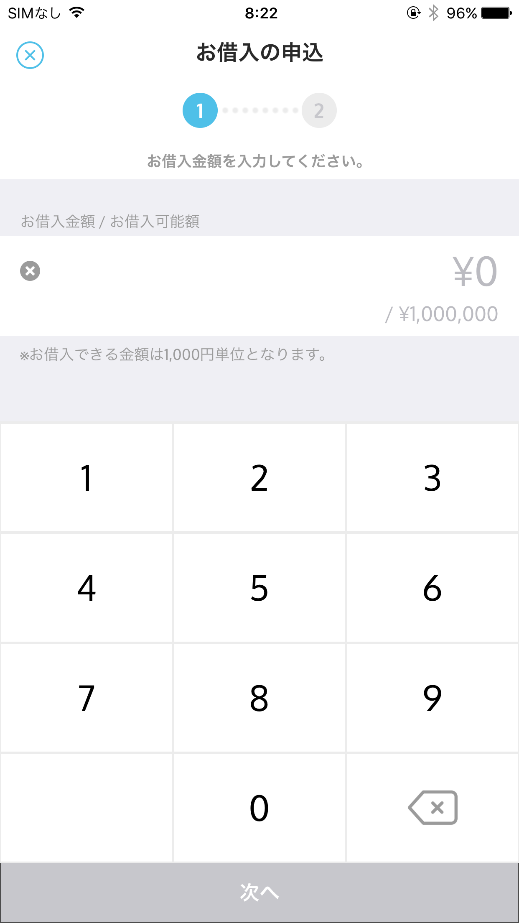 SIMなし 8:22 96%
お借入の申込
1 2
お借入金額を入力してください。
お借入金額 / お借入可能額
¥0
/ ¥1,000,000
※お借入できる金額は1,000円単位となります。
1 2 3
4 5 6
7 8 9
0
次へ